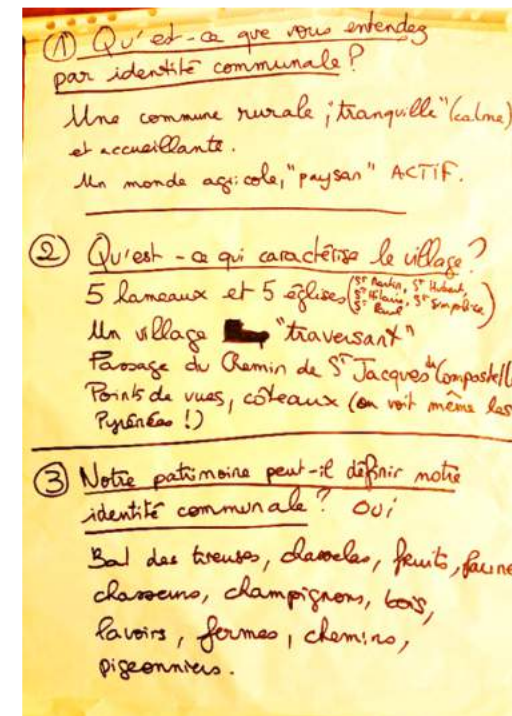 ① Qu'est-ce que vous entendez
par identité communale?
Une commune rurale, "tranquille" (calme)
et accueillante.
Un monde agricole, "paysan" ACTIF.
② Qu'est-ce qui caractérise le village?
5 hameaux et 5 églises (St Martin, St Hubert,
St Hilaire, St Simplice,
St Paul)
Un village "traversant"
Passage du Chemin de St Jacques de Compostell
Points de vues, côteaux (on voit même les
Pyrénées !)
③ Notre patrimoine peut-il définir notre
identité communale? OUI
Bal des fruits, faune
chasseurs, champignons, bois,
lavoirs, fermes, chemins,
pigeonniers.